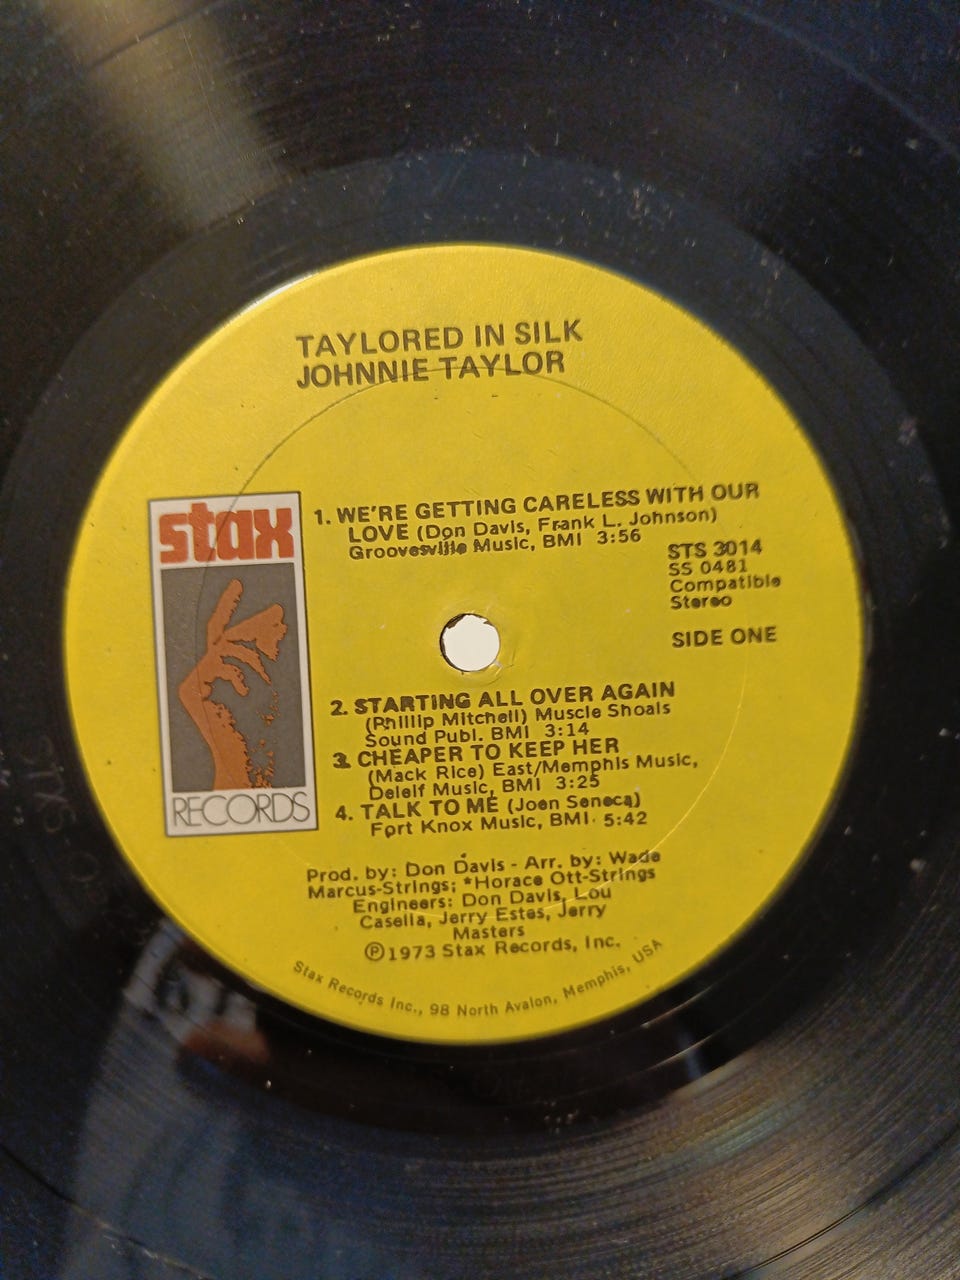 TAYLORED IN SILK
JOHNNIE TAYLOR
stax
RECORDS
1. WE'RE GETTING CARELESS WITH OUR
LOVE (Don Davis, Frank L. Johnson)
Groovesville Music, BMI 3:56
STS 3014
SS 0481
Compatible
Stereo
SIDE ONE
2. STARTING ALL OVER AGAIN
(Phillip Mitchell) Muscle Shoals
Sound Publ. BMI 3:14
3. CHEAPER TO KEEP HER
(Mack Rice) East/Memphis Music,
Deleif Music, BMI 3:25
4. TALK TO ME (Joen Seneca)
Fort Knox Music, BMI 5:42
Prod. by: Don Davis - Arr. by: Wade
Marcus-Strings; *Horace Ott-Strings
Engineers: Don Davis, Lou
Casella, Jerry Estes, Jerry
Masters
Ⓟ1973 Stax Records, Inc.
Stax Records Inc., 98 North Avalon, Memphis, USA